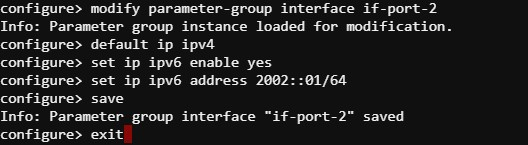 configure> modify parameter-group interface if-port-2
Info: Parameter group instance loaded for modification.
configure> default ip ipv4
configure> set ip ipv6 enable yes
configure> set ip ipv6 address 2002::01/64
configure> save
Info: Parameter group interface "if-port-2" saved
configure> exit